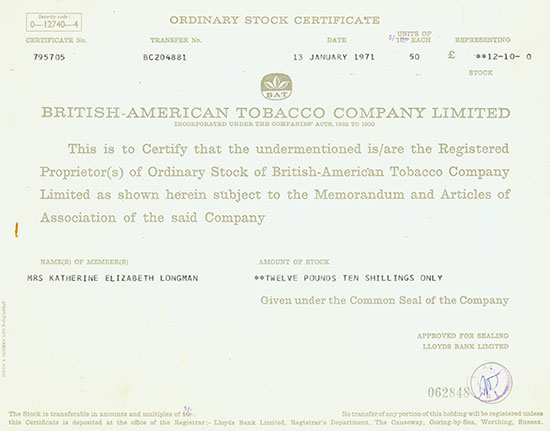 Security code :-
0—12740—4
ORDINARY STOCK CERTIFICATE
CERTIFICATE No. TRANSFER No. DATE UNITS OF 5/- 10/- EACH REPRESENTING
795705 BC204881 13 JANUARY 1971 50 £ **12-10- 0
STOCK
BAT
BRITISH-AMERICAN TOBACCO COMPANY LIMITED
INCORPORATED UNDER THE COMPANIES' ACTS, 1862 TO 1900
This is to Certify that the undermentioned is/are the Registered
Proprietor(s) of Ordinary Stock of British-American Tobacco Company
Limited as shown herein subject to the Memorandum and Articles of
Association of the said Company
NAME(S) OF MEMBER(S) AMOUNT OF STOCK
MRS KATHERINE ELIZABETH LONGMAN **TWELVE POUNDS TEN SHILLINGS ONLY
Given under the Common Seal of the Company
APPROVED FOR SEALING
LLOYDS BANK LIMITED
062848
The Stock is transferable in amounts and multiples of 5/- No transfer of any portion of this holding will be registered unless
this Certificate is deposited at the office of the Registrar:- Lloyds Bank Limited, Registrar's Department, The Causeway, Goring-by-Sea, Worthing, Sussex.